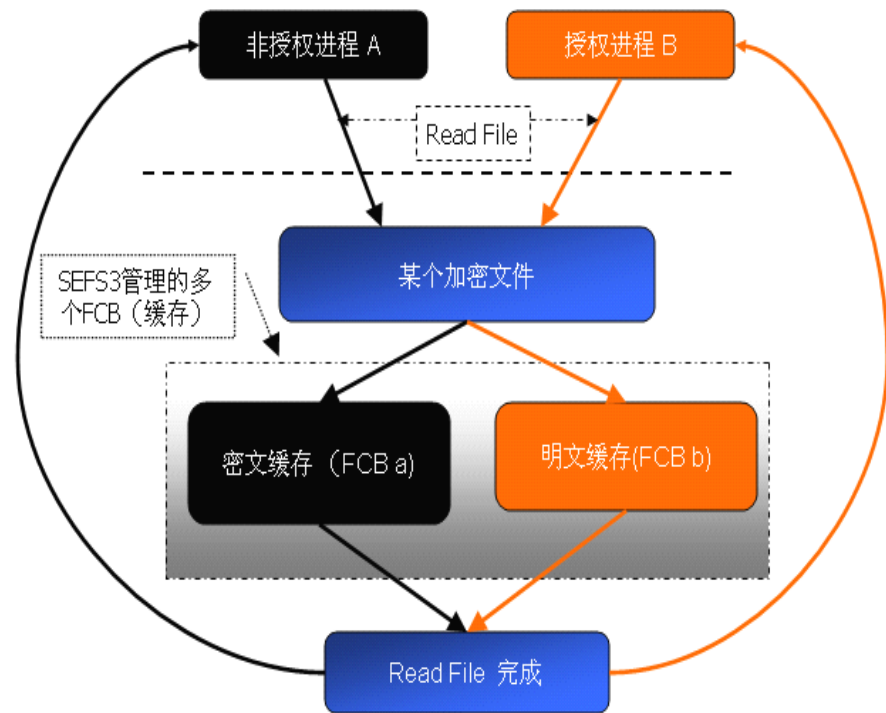 非授权进程 A
授权进程 B
Read File
某个加密文件
SEFS3管理的多
个FCB（缓存）
密文缓存（FCB a)
明文缓存(FCB b)
Read File 完成